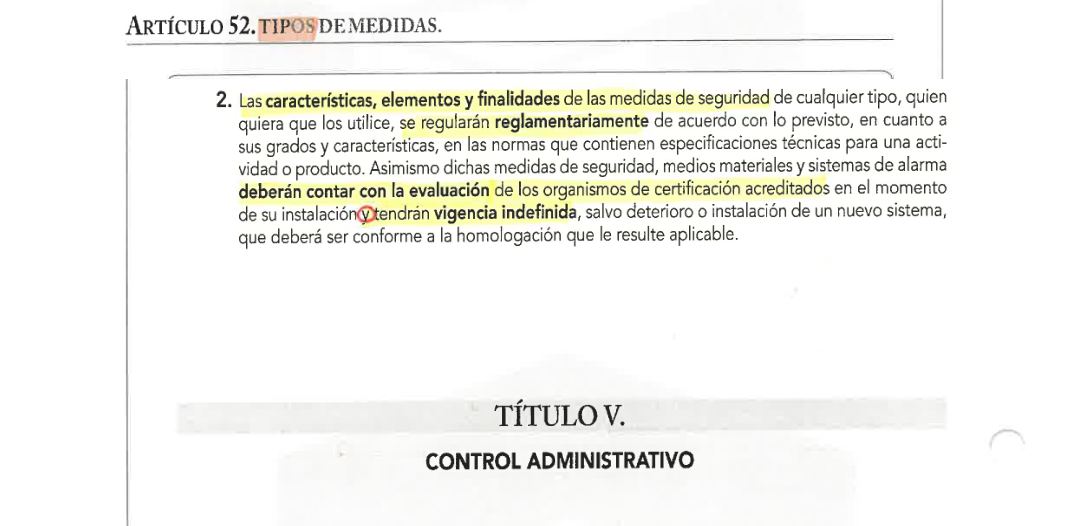 ARTÍCULO 52. TIPOS DE MEDIDAS.
2. Las características, elementos y finalidades de las medidas de seguridad de cualquier tipo, quien
quiera que los utilice, se regularán reglamentariamente de acuerdo con lo previsto, en cuanto a
sus grados y características, en las normas que contienen especificaciones técnicas para una acti-
vidad o producto. Asimismo dichas medidas de seguridad, medios materiales y sistemas de alarma
deberán contar con la evaluación de los organismos de certificación acreditados en el momento
de su instalación y tendrán vigencia indefinida, salvo deterioro o instalación de un nuevo sistema,
que deberá ser conforme a la homologación que le resulte aplicable.
TÍTULO V.
CONTROL ADMINISTRATIVO